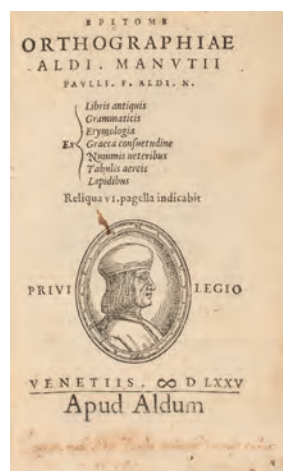 EPITOME
ORTHOGRAPHIAE
ALDI. MANVTII
PAVLLI. F. ALDI. N.
Libris antiquis
Grammaticis
Etymologia
Ex Graeca consuetudine
Nummis ueteribus
Tabulis aereis
Lapidibus
Reliqua VI. pagella indicabit
PRIVI LEGIO
VENETIIS. ∞ D LXXV
Apud Aldum